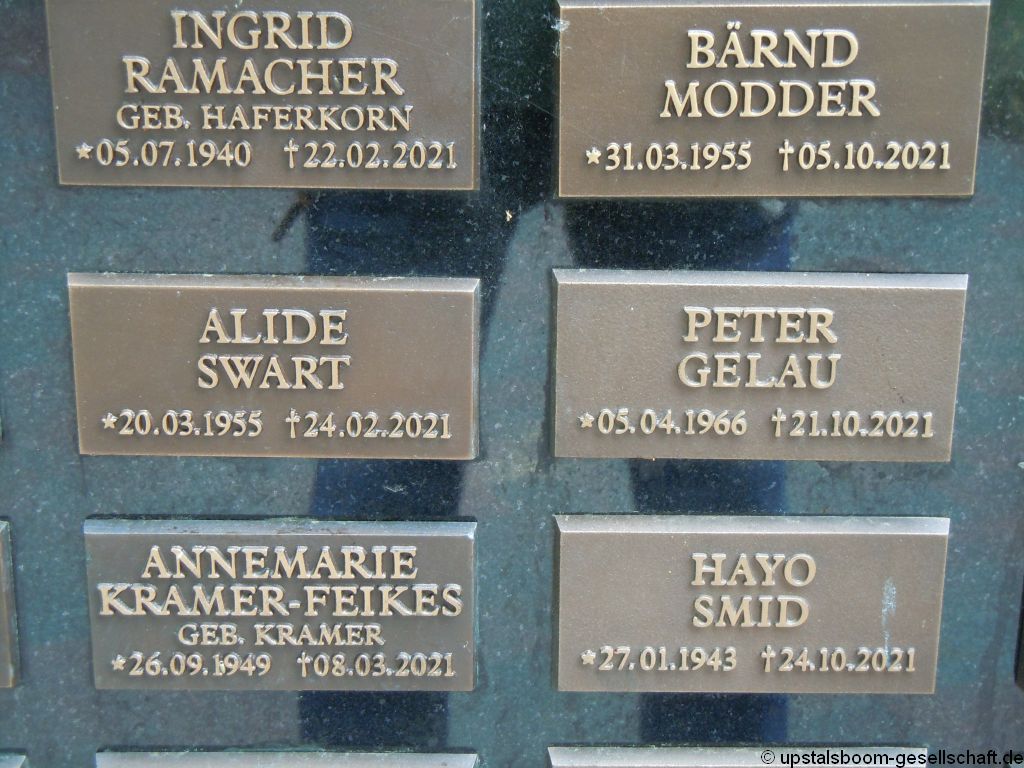 INGRID
RAMACHER
GEB. HAFERKORN
*05.07.1940 †22.02.2021
BÄRND
MODDER
*31.03.1955 †05.10.2021
ALIDE
SWART
*20.03.1955 †24.02.2021
PETER
GELAU
*05.04.1966 †21.10.2021
ANNEMARIE
KRAMER-FEIKES
GEB. KRAMER
*26.09.1949 †08.03.2021
HAYO
SMID
*27.01.1943 †24.10.2021
© upstalsboom-gesellschaft.de